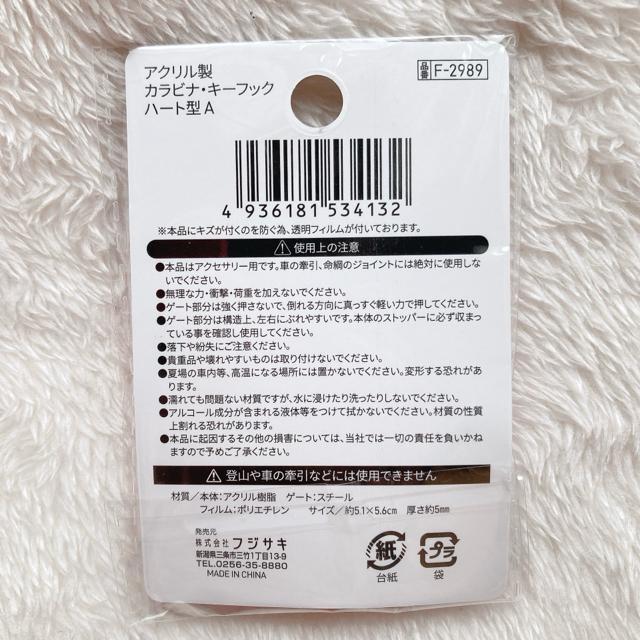 アクリル製
カラビナ・キーフック
ハート型 A
品番 F-2989
4 936181 534132
※本品にキズが付くのを防ぐ為、透明フィルムが付いております。
使用上の注意
●本品はアクセサリー用です。車の牽引、命綱のジョイントには絶対に使用しな
いでください。
●無理な力・衝撃・荷重を加えないでください。
●ゲート部分は強く押さないで、倒れる方向に真っすぐ軽い力で押してください。
●ゲート部分は構造上、左右にぶれやすいです。本体のストッパーに必ず収まっ
ている事を確認し使用してください。
●落下や紛失にご注意ください。
●貴重品や壊れやすいものは取り付けないでください。
●夏場の車内等、高温になる場所には置かないでください。変形する恐れがあ
ります。
●濡れても問題ない材質ですが、水に浸けたり洗ったりしないでください。
●アルコール成分が含まれる液体等をつけて拭かないでください。材質の性質
上割れる恐れがあります。
●本品に起因するその他の損害については、当社では一切の責任を負いかね
ますので予めご了承ください。
登山や車の牽引などには使用できません
材質／本体：アクリル樹脂 ゲート：スチール
フィルム：ポリエチレン サイズ／約5.1×5.6cm 厚さ約5mm
発売元
株式会社 フジサキ
新潟県三条市三竹1丁目13-9
TEL.0256-35-8880
MADE IN CHINA
紙
台紙
プラ
袋